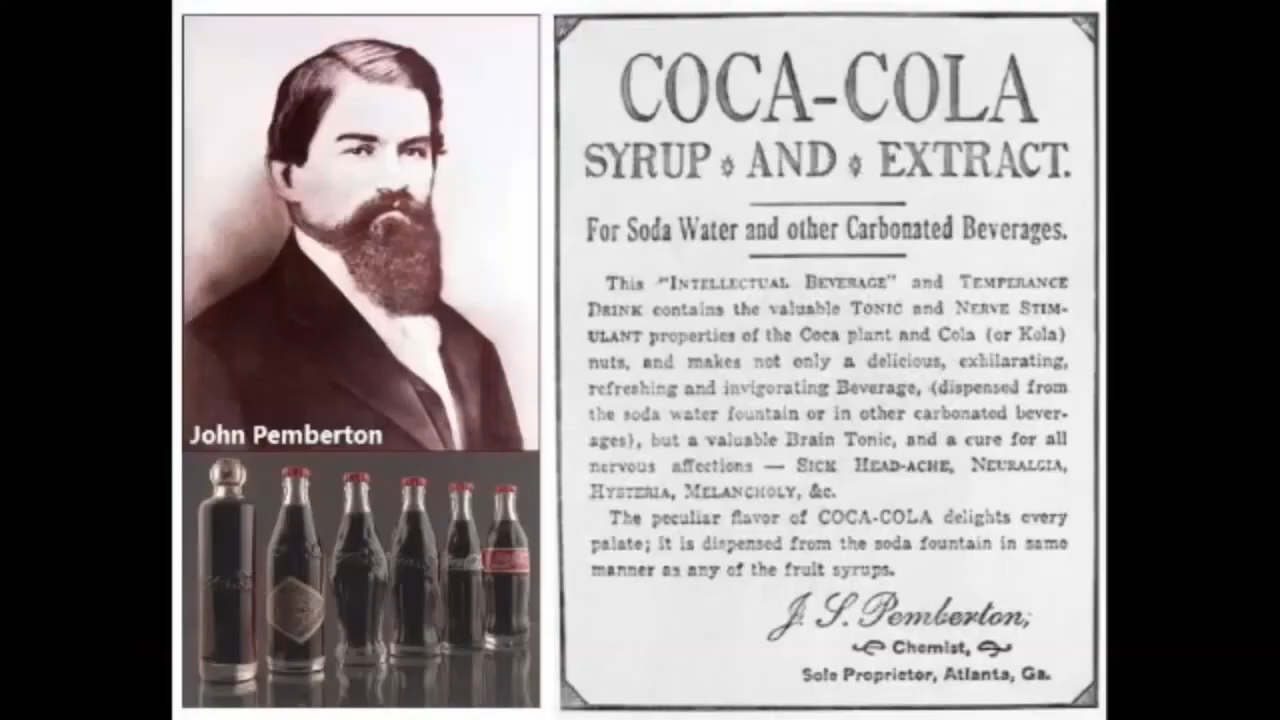 John Pemberton
COCA-COLA
SYRUP AND EXTRACT.
For Soda Water and other Carbonated Beverages.
This "INTELLECTUAL BEVERAGE" and TEMPERANCE
DRINK contains the valuable TONIC and NERVE STIM-
ULANT properties of the Coca plant and Cola (or Kola)
nuts, and makes not only a delicious, exhilarating,
refreshing and invigorating Beverage, (dispensed from
the soda water fountain or in other carbonated bever-
ages), but a valuable Brain Tonic, and a cure for all
nervous affections — SICK HEAD-ACHE, NEURALGIA,
HYSTERIA, MELANCHOLY, &c.
The peculiar flavor of COCA-COLA delights every
palate; it is dispensed from the soda fountain in same
manner as any of the fruit syrups.
J. S. Pemberton,
Chemist,
Sole Proprietor, Atlanta, Ga.